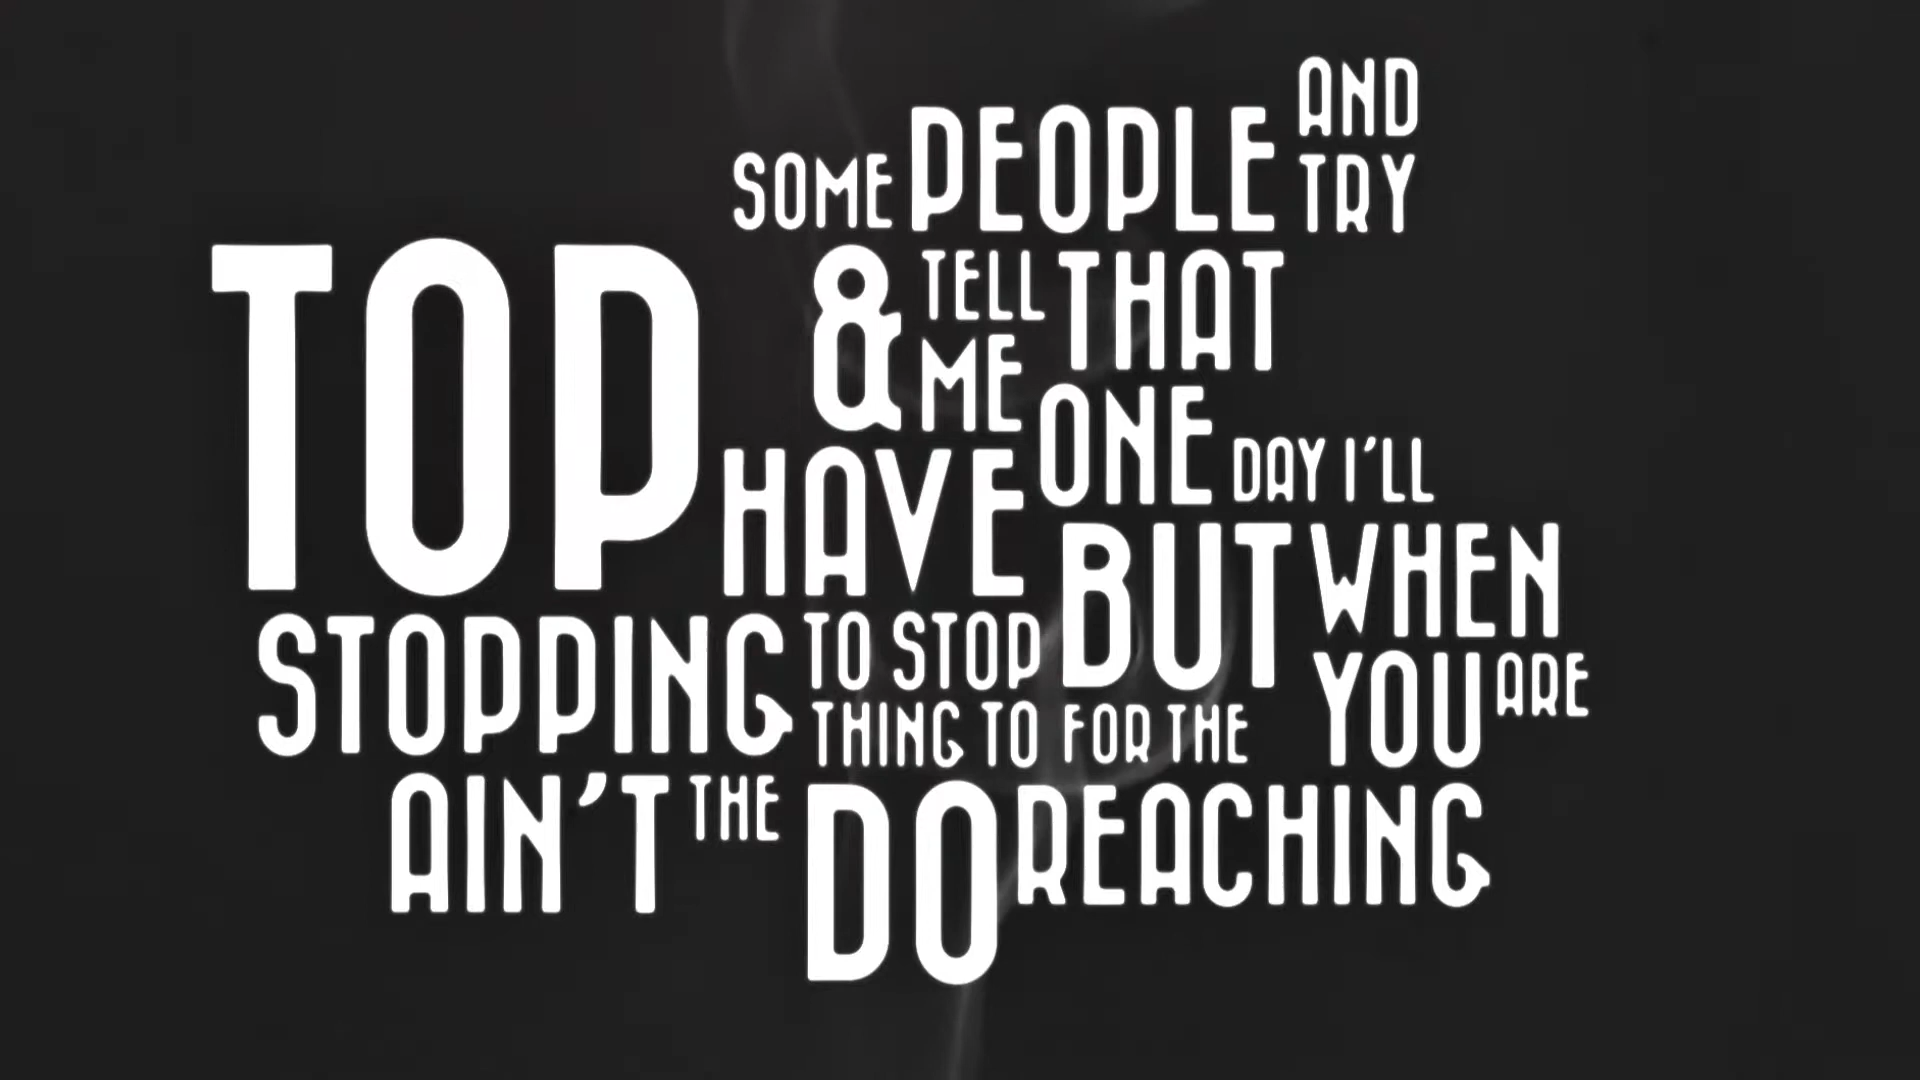 SOME PEOPLE AND TRY
& TELL ME THAT
ONE DAY I'LL
HAVE
TO STOP
BUT WHEN
YOU ARE
REACHING
FOR THE
TOP
STOPPING
AIN'T THE
THING TO
DO